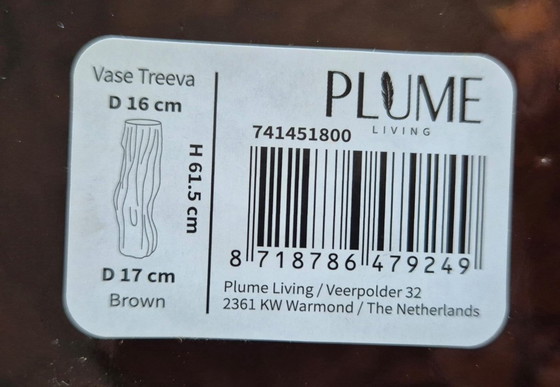 Vase Treeva
D 16 cm
H 61.5 cm
D 17 cm
Brown
PLUME
LIVING
741451800
8 718786 479249
Plume Living / Veerpolder 32
2361 KW Warmond / The Netherlands